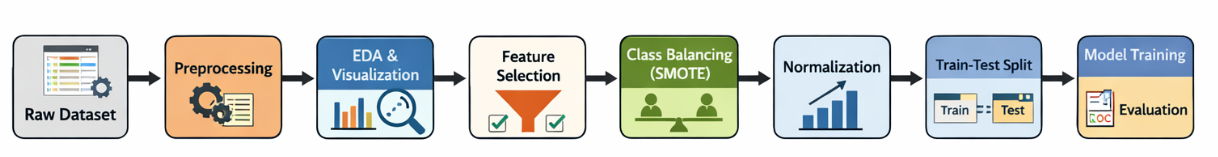 Raw Dataset
Preprocessing
EDA &
Visualization
Feature
Selection
Class Balancing
(SMOTE)
Normalization
Train-Test Split
Train
Test
Model Training
ROC
Evaluation